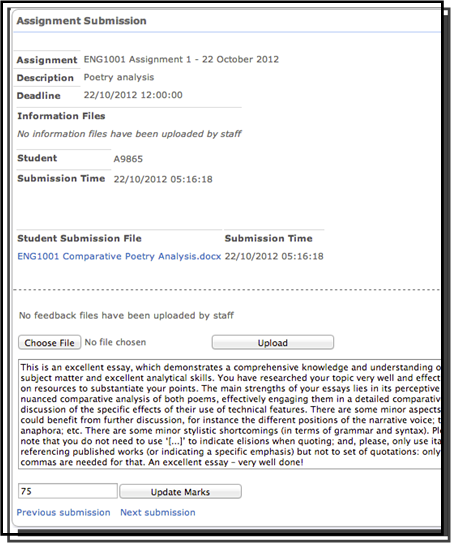 Assignment Submission
Assignment ENG1001 Assignment 1 - 22 October 2012
Description Poetry analysis
Deadline 22/10/2012 12:00:00
Information Files
No information files have been uploaded by staff
Student A9865
Submission Time 22/10/2012 05:16:18
Student Submission File Submission Time
ENG1001 Comparative Poetry Analysis.docx 22/10/2012 05:16:18
No feedback files have been uploaded by staff
Choose File No file chosen Upload
This is an excellent essay, which demonstrates a comprehensive knowledge and understanding o
subject matter and excellent analytical skills. You have researched your topic very well and effect
on resources to substantiate your points. The main strengths of your essays lies in its perceptive
nuanced comparative analysis of both poems, effectively engaging them in a detailed comparativ
discussion of the specific effects of their use of technical features. There are some minor aspects
could benefit from further discussion, for instance the different positions of the narrative voice; t
anaphora; etc. There are some minor stylistic shortcomings (in terms of grammar and syntax). Ple
note that you do not need to use '[...]' to indicate elisions when quoting; and, please, only use ita
referencing published works (or indicating a specific emphasis) but not to set of quotations: only
commas are needed for that. An excellent essay - very well done!
75 Update Marks
Previous submission Next submission